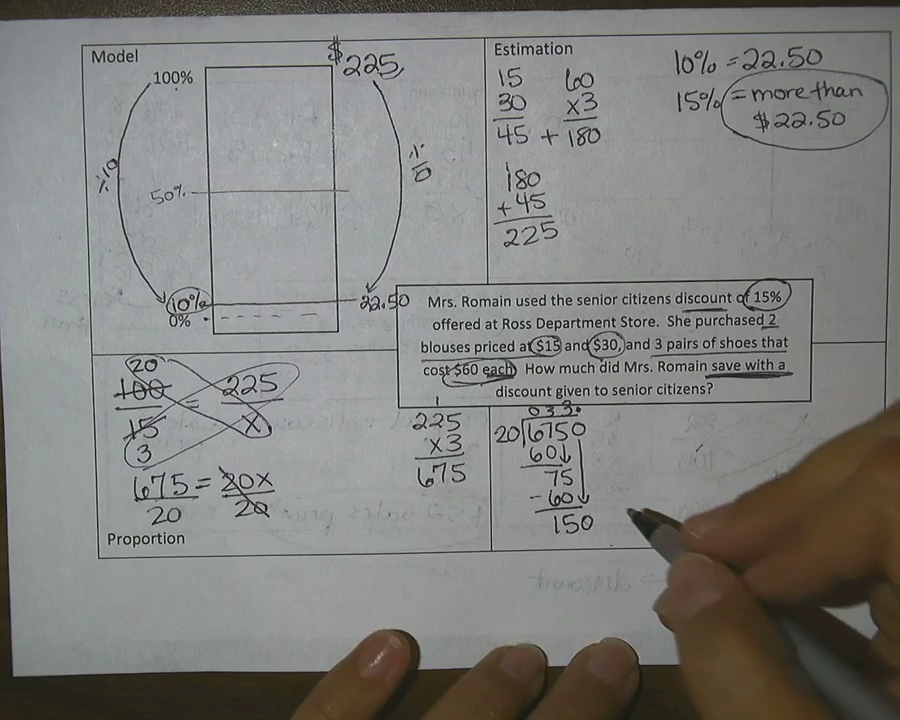 Model
$225
100%
÷10
÷10
50%
10%
22.50
0%
Estimation
15
30
45
+
60
x3
180
180
+45
225
10% = 22.50
15% = more than
$22.50
Mrs. Romain used the senior citizens discount of 15%
offered at Ross Department Store. She purchased 2
blouses priced at $15 and $30, and 3 pairs of shoes that
cost $60 each. How much did Mrs. Romain save with a
discount given to senior citizens?
20
100 = 225
15 x
3
675 = 20x
20 20
Proportion
1
225
x3
675
033.
20 6750
60
75
-60
150